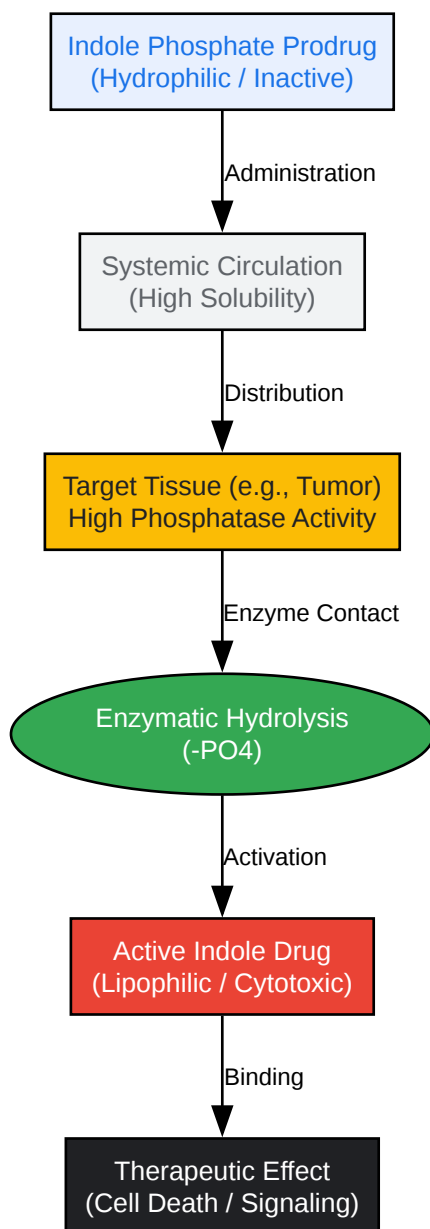 Indole Phosphate Prodrug
(Hydrophilic / Inactive)
Administration
Systemic Circulation
(High Solubility)
Distribution
Target Tissue (e.g., Tumor)
High Phosphatase Activity
Enzyme Contact
Enzymatic Hydrolysis
(-PO4)
Activation
Active Indole Drug
(Lipophilic / Cytotoxic)
Binding
Therapeutic Effect
(Cell Death / Signaling)